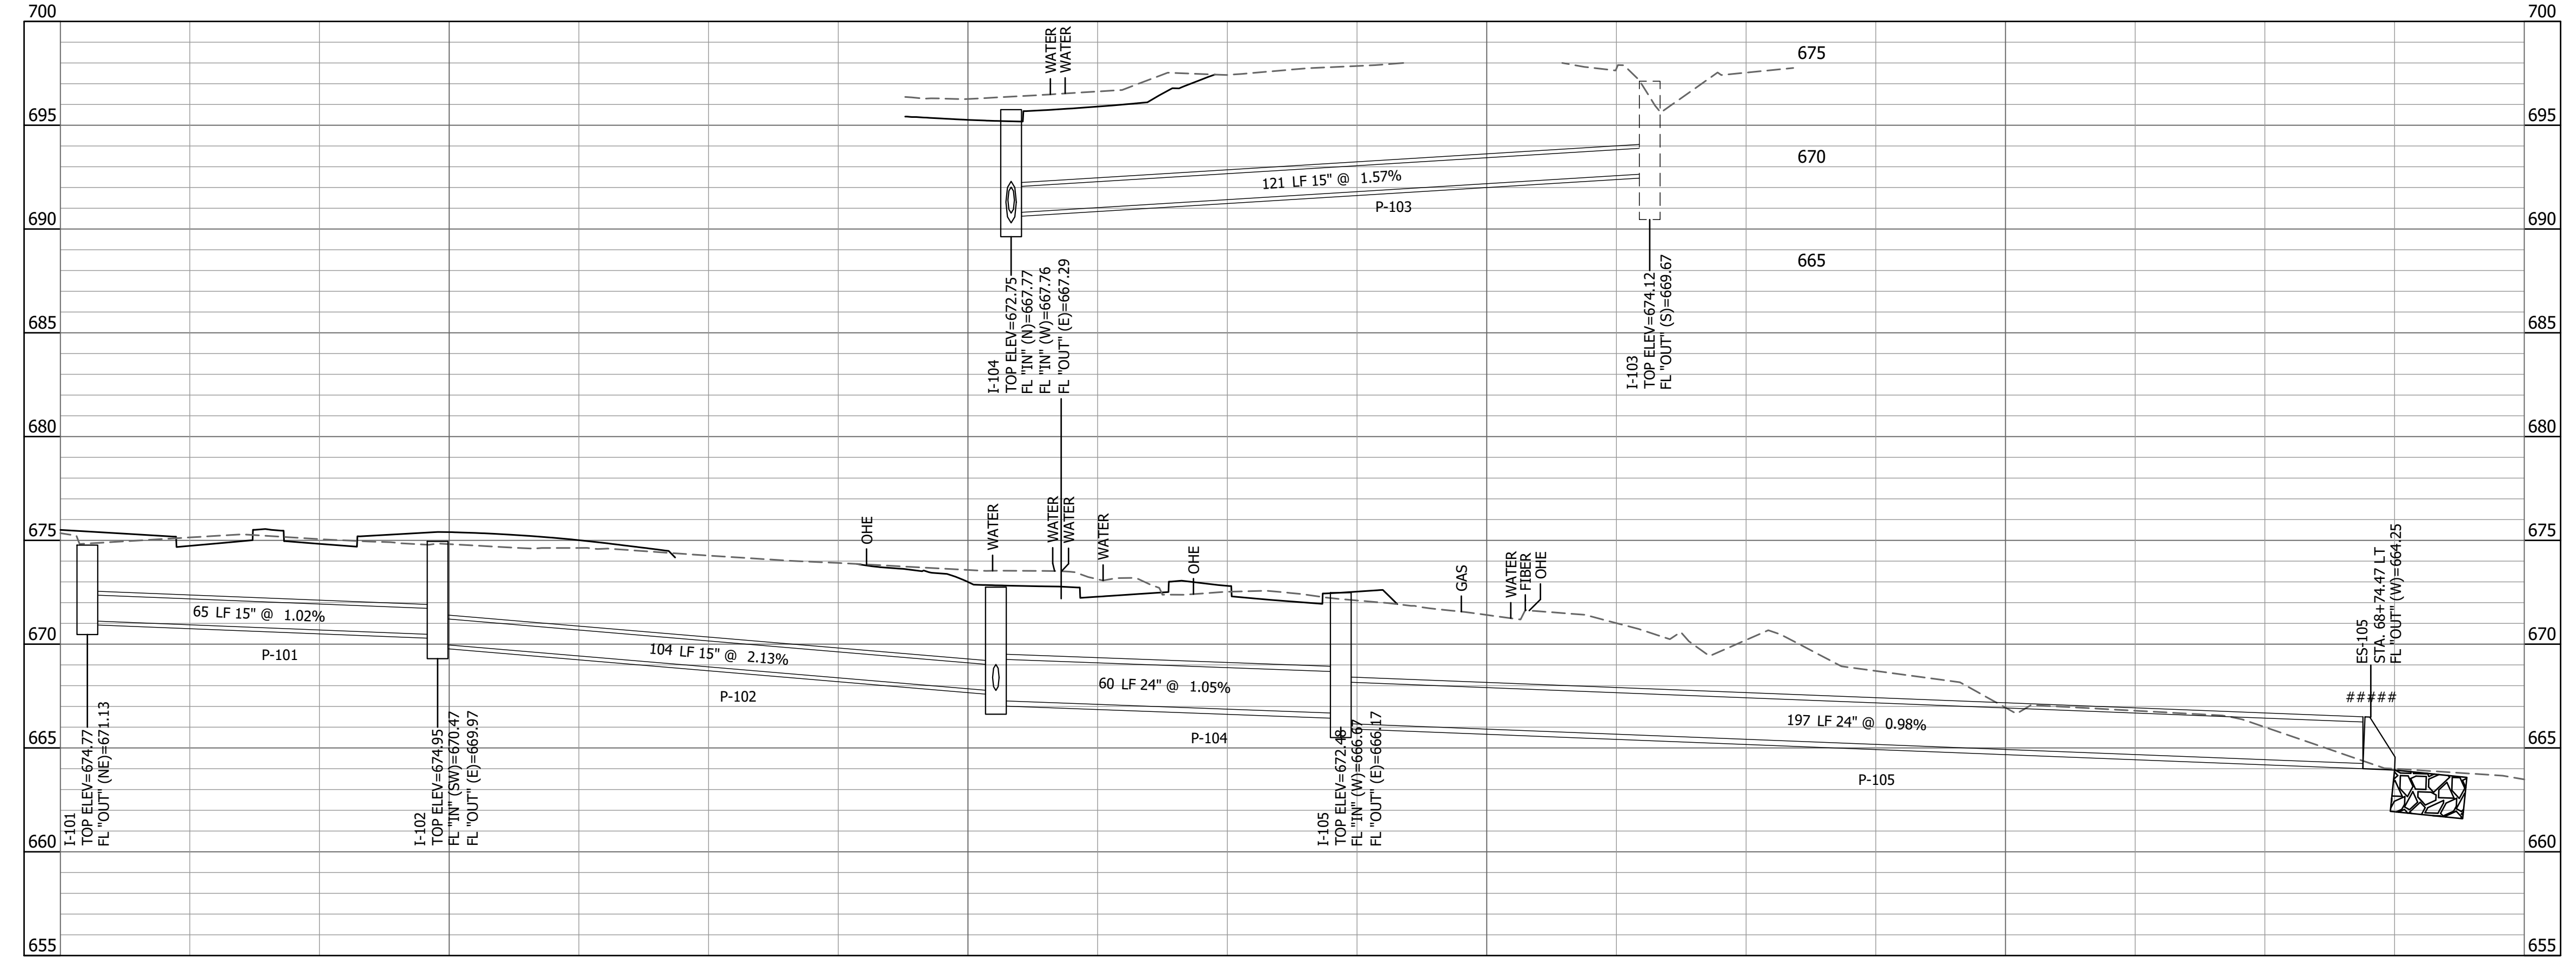 700
700
WATER
WATER
675
695
695
121 LF 15" @ 1.57%
670
P-103
690
690
665
I-104
TOP ELEV=672.75
FL "IN" (N)=667.77
FL "IN" (W)=667.76
FL "OUT" (E)=667.29
I-103
TOP ELEV=674.12
FL "OUT" (S)=669.67
685
685
680
680
675
675
OHE
WATER
WATER
WATER
WATER
OHE
GAS
WATER
FIBER
OHE
65 LF 15" @ 1.02%
P-101
104 LF 15" @ 2.13%
P-102
60 LF 24" @ 1.05%
P-104
197 LF 24" @ 0.98%
P-105
ES-105
STA. 68+74.47 LT
FL "OUT" (W)=664.25
#####
670
670
665
665
I-101
TOP ELEV=674.77
FL "OUT" (NE)=671.13
I-102
TOP ELEV=674.95
FL "IN" (SW)=670.47
FL "OUT" (E)=669.97
I-105
TOP ELEV=672.48
FL "IN" (W)=666.67
FL "OUT" (E)=666.17
660
660
655
655